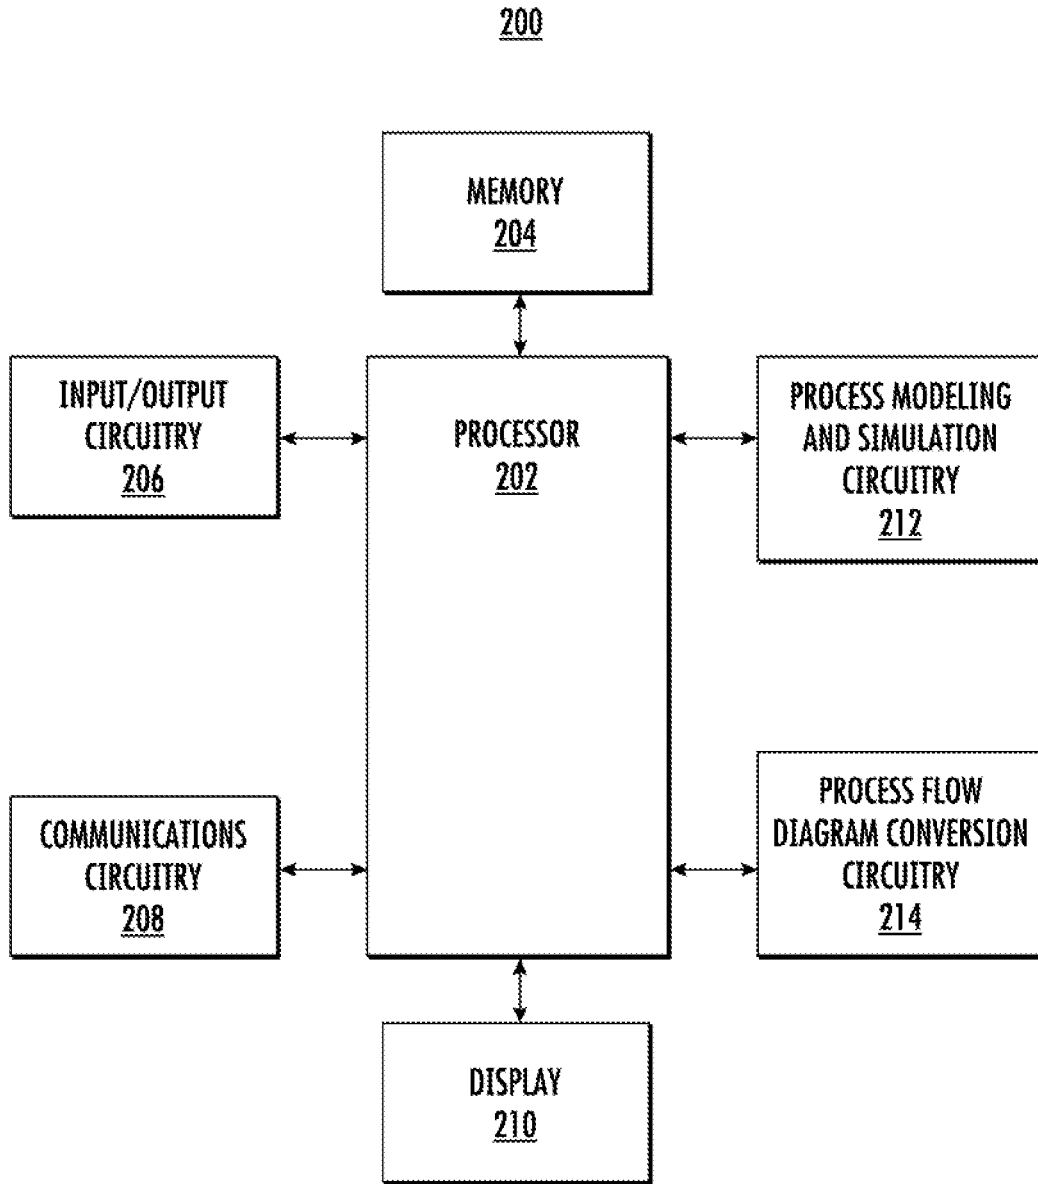 200
MEMORY
204
INPUT/OUTPUT
CIRCUITRY
206
PROCESSOR
202
PROCESS MODELING
AND SIMULATION
CIRCUITRY
212
COMMUNICATIONS
CIRCUITRY
208
PROCESS FLOW
DIAGRAM CONVERSION
CIRCUITRY
214
DISPLAY
210